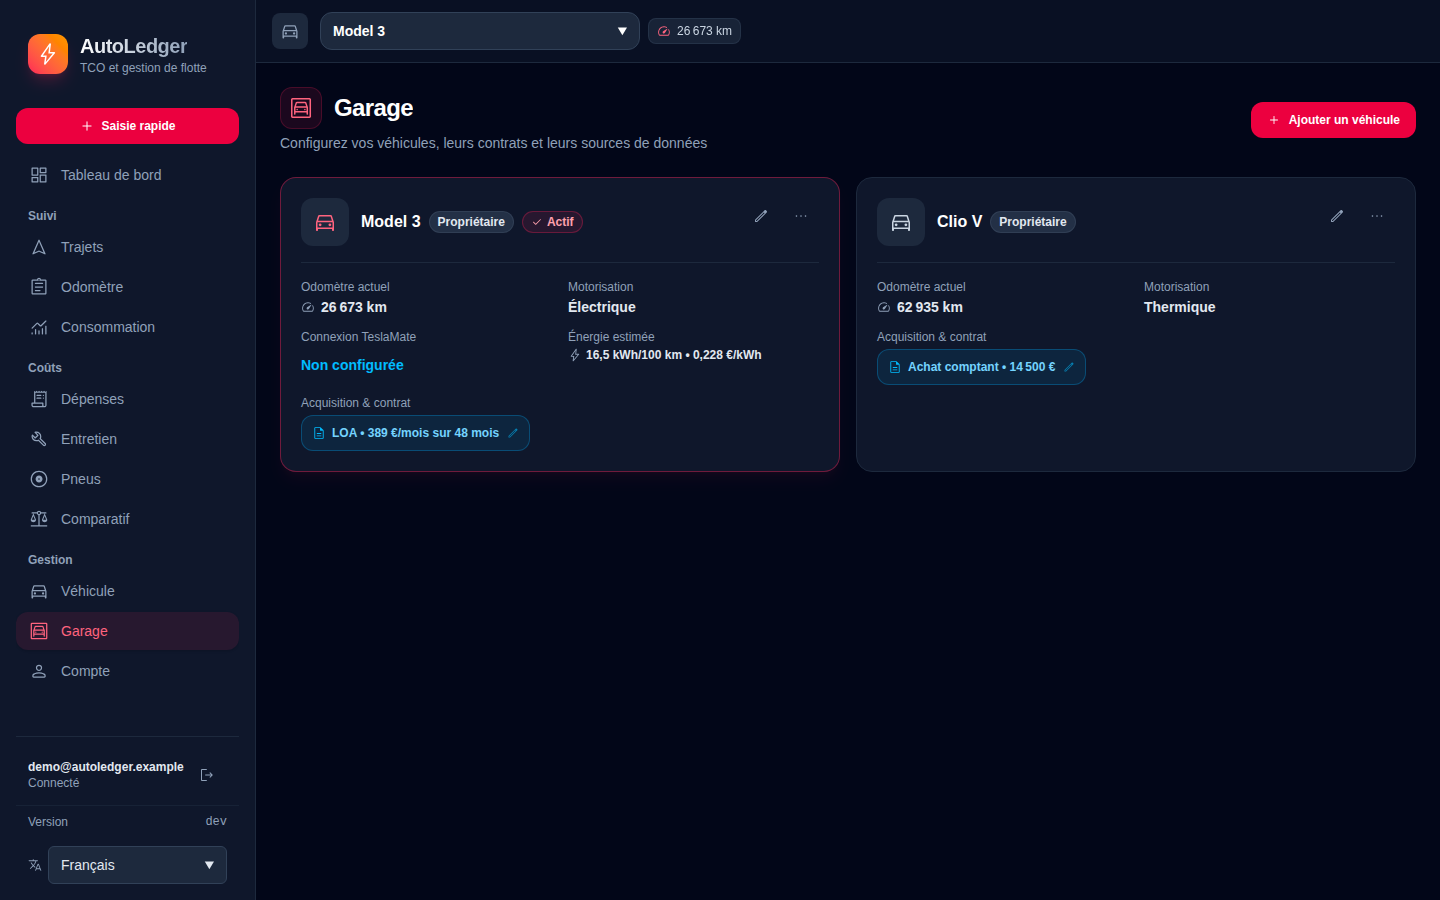 AutoLedger
TCO et gestion de flotte
Saisie rapide
Tableau de bord
Suivi
Trajets
Odomètre
Consommation
Coûts
Dépenses
Entretien
Pneus
Comparatif
Gestion
Véhicule
Garage
Compte
demo@autoledger.example
Connecté
Version dev
Français
Model 3
26 673 km
Garage
Configurez vos véhicules, leurs contrats et leurs sources de données
Ajouter un véhicule
Model 3 Propriétaire Actif
Odomètre actuel
26 673 km
Motorisation
Électrique
Connexion TeslaMate
Non configurée
Énergie estimée
16,5 kWh/100 km • 0,228 €/kWh
Acquisition & contrat
LOA • 389 €/mois sur 48 mois
Clio V Propriétaire
Odomètre actuel
62 935 km
Motorisation
Thermique
Acquisition & contrat
Achat comptant • 14 500 €